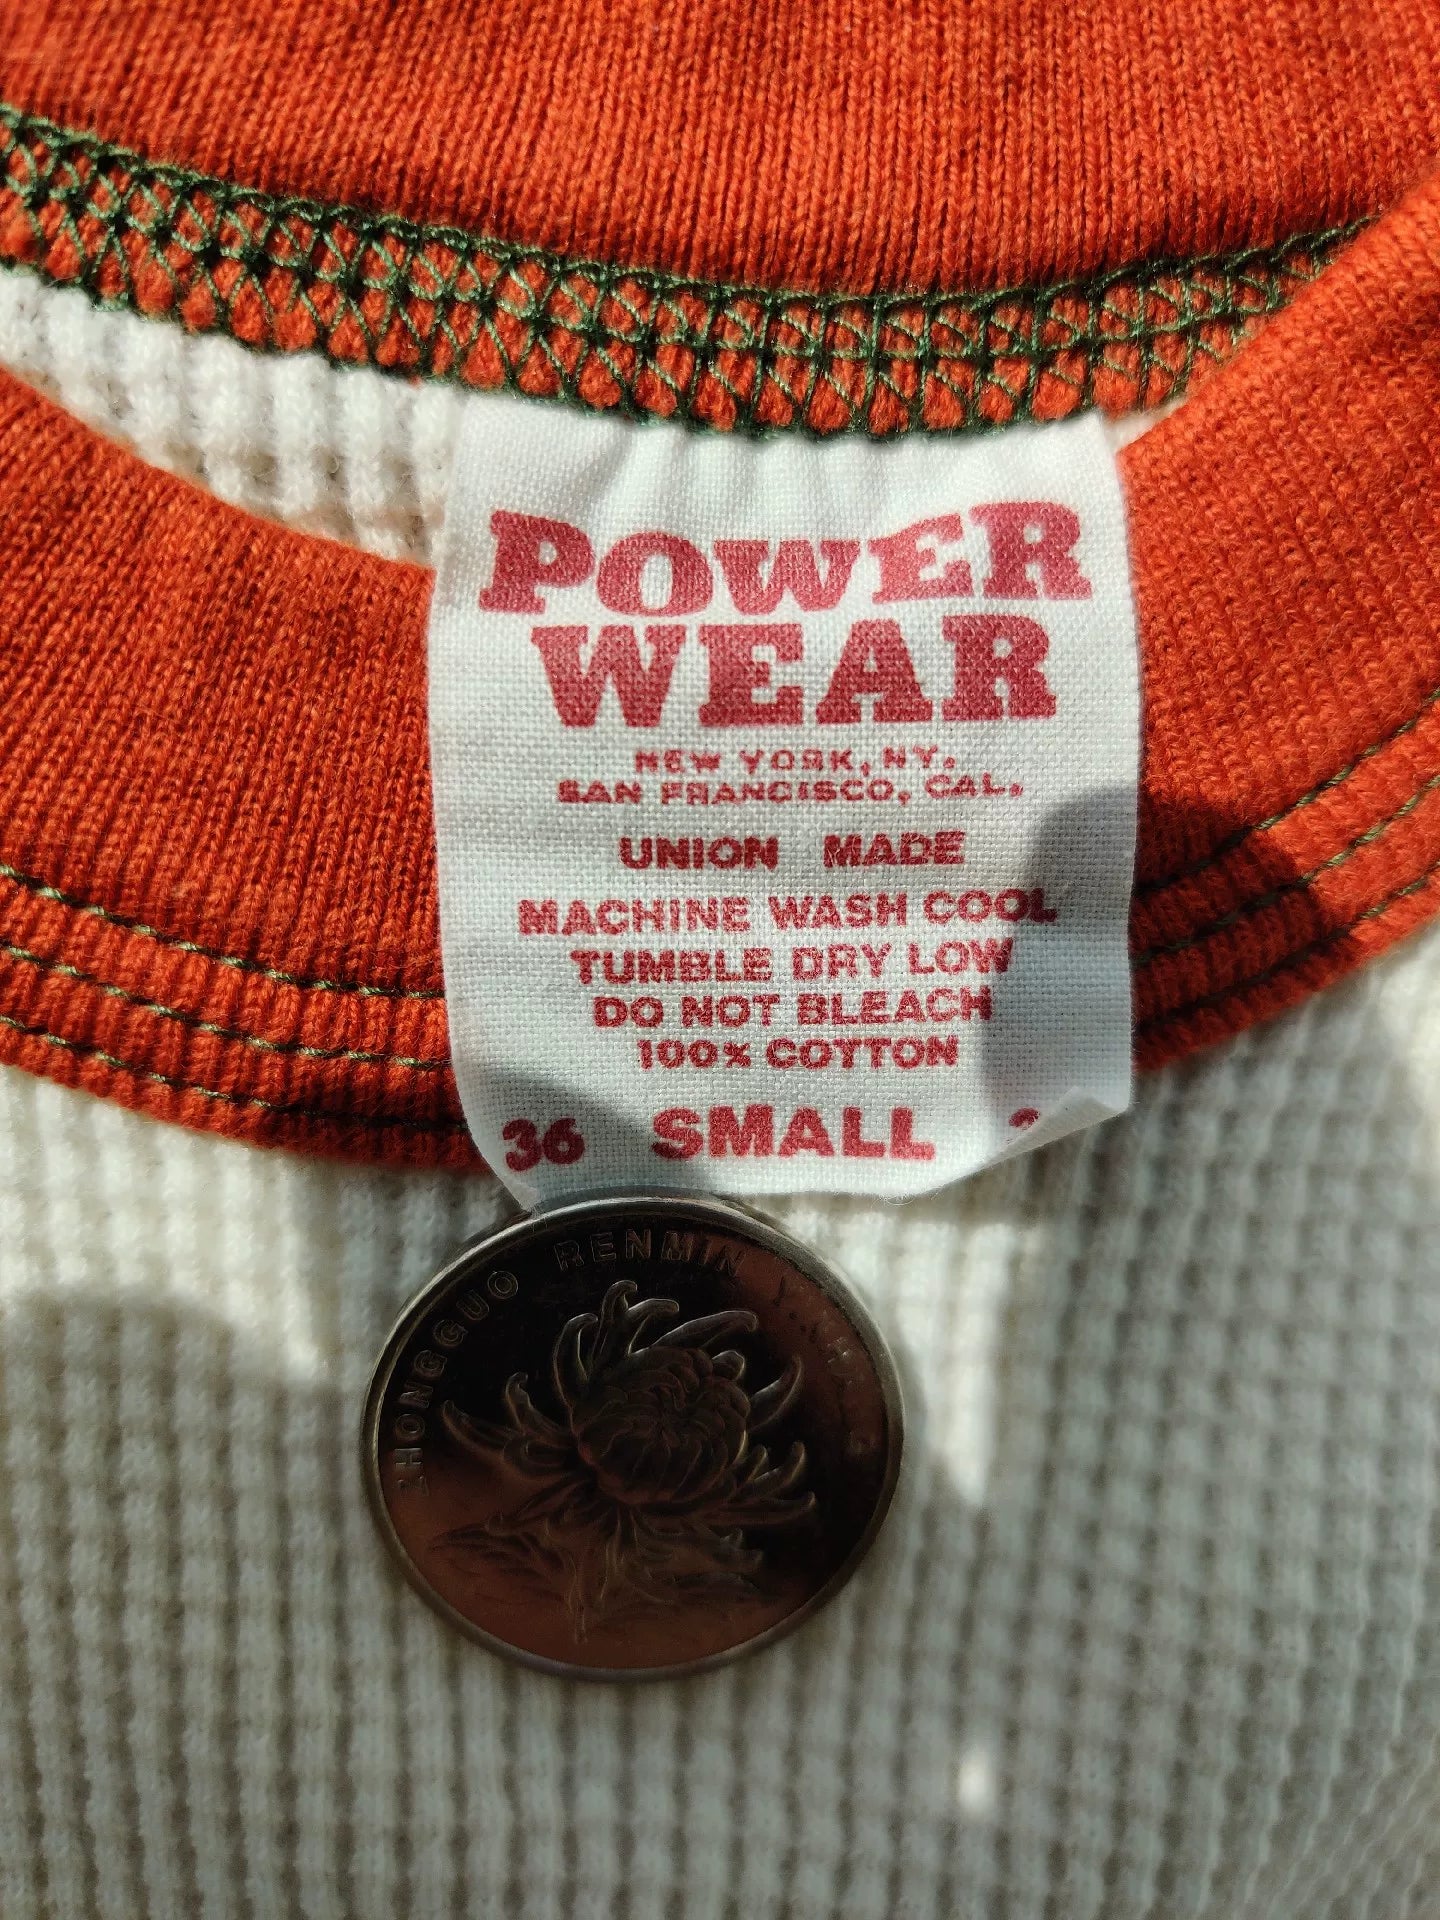 POWER
WEAR
NEW YORK, NY.
SAN FRANCISCO, CAL.
UNION MADE
MACHINE WASH COOL
TUMBLE DRY LOW
DO NOT BLEACH
100% COTTON
36 SMALL
ZHONGGUO RENMIN